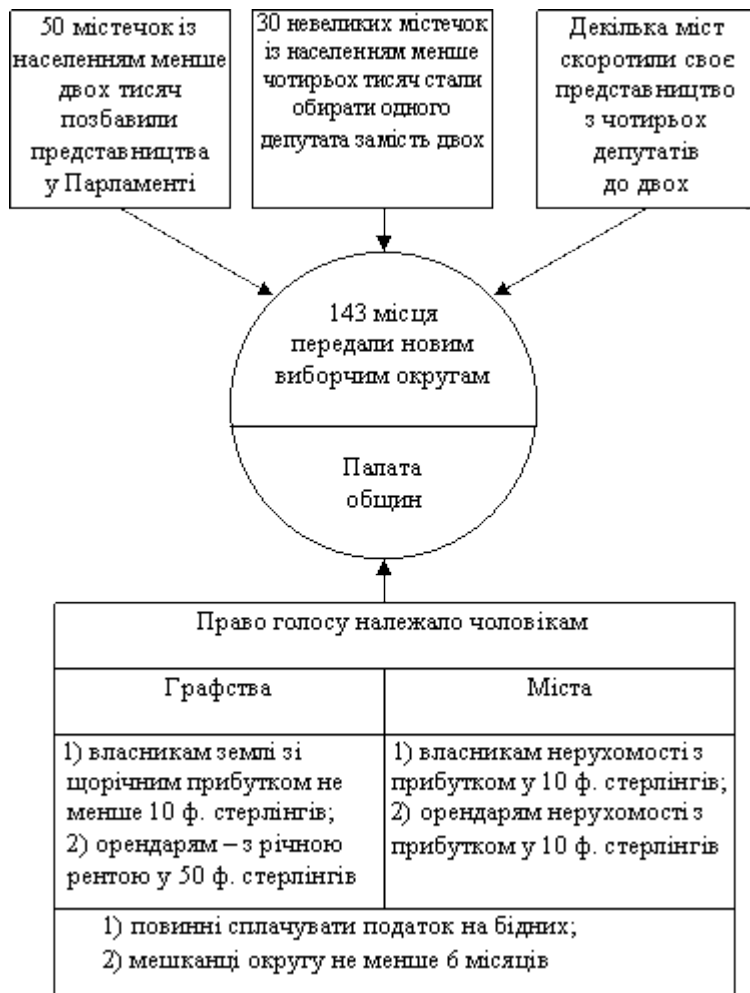 50 містечок із
населенням менше
двох тисяч
позбавили
представництва
у Парламенті
30 невеликих містечок
із населенням менше
чотирьох тисяч стали
обирати одного
депутата замість двох
Декілька міст
скоротили своє
представництво
з чотирьох
депутатів
до двох
143 місця
передали новим
виборчим округам
Палата
общин
Право голосу належало чоловікам
Графства
Міста
1) власникам землі зі
щорічним прибутком не
менше 10 ф. стерлінгів;
2) орендарям – з річною
рентою у 50 ф. стерлінгів
1) власникам нерухомості з
прибутком у 10 ф. стерлінгів;
2) орендарям нерухомості з
прибутком у 10 ф. стерлінгів
1) повинні сплачувати податок на бідних;
2) мешканці округу не менше 6 місяців